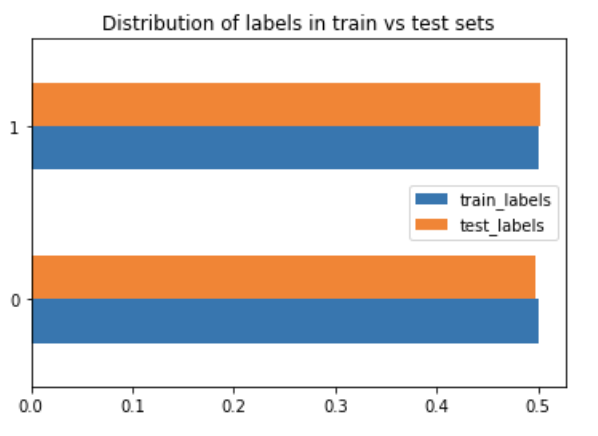 Distribution of labels in train vs test sets
1
train_labels
test_labels
0
0.0 0.1 0.2 0.3 0.4 0.5